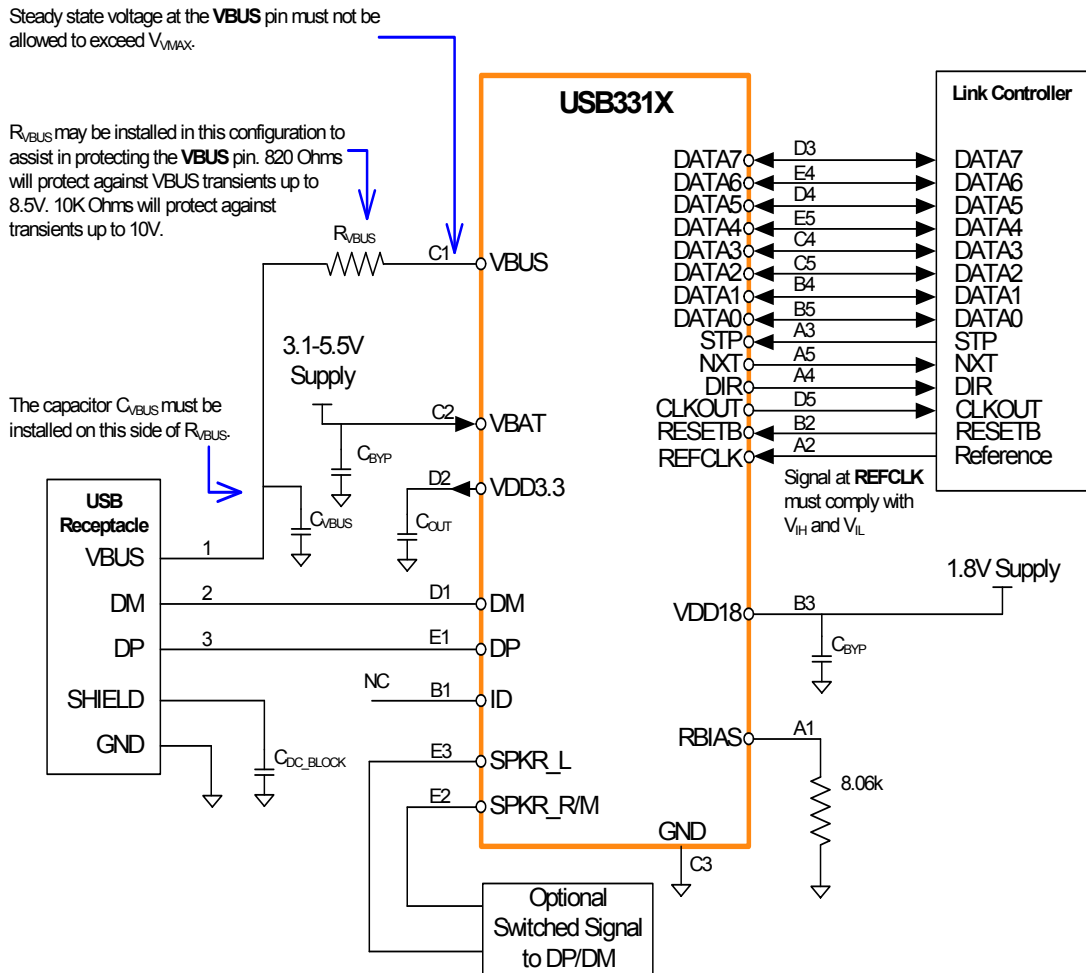 Steady state voltage at the VBUS pin must not be
allowed to exceed VVMAX.
RVBUS may be installed in this configuration to
assist in protecting the VBUS pin. 820 Ohms
will protect against VBUS transients up to
8.5V. 10K Ohms will protect against
transients up to 10V.
RVBUS
C1
VBUS
3.1-5.5V
Supply
The capacitor CVBUS must be
installed on this side of RVBUS.
C2
VBAT
CBYP
D2
VDD3.3
CVBUS
COUT
USB
Receptacle
VBUS
1
DM
2
D1
DM
DP
3
E1
DP
SHIELD
NC
B1
ID
GND
CDC_BLOCK
E3
SPKR_L
E2
SPKR_R/M
USB331X
Link Controller
DATA7
D3
DATA7
DATA6
E4
DATA6
DATA5
D4
DATA5
DATA4
E5
DATA4
DATA3
C4
DATA3
DATA2
C5
DATA2
DATA1
B4
DATA1
DATA0
B5
DATA0
STP
A3
STP
NXT
A5
NXT
DIR
A4
DIR
CLKOUT
D5
CLKOUT
RESETB
B2
RESETB
REFCLK
A2
Reference
Signal at REFCLK
must comply with
VIH and VIL
1.8V Supply
VDD18
B3
CBYP
RBIAS
A1
8.06k
GND
C3
Optional
Switched Signal
to DP/DM